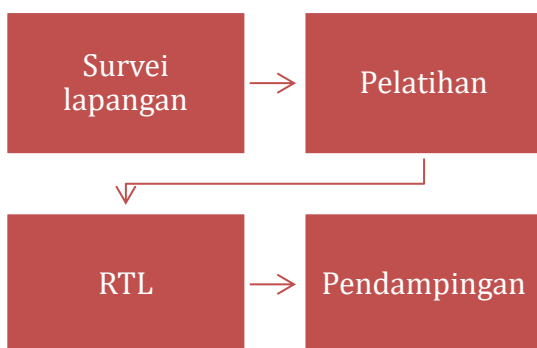 Survei
lapangan
Pelatihan
RTL
Pendampingan